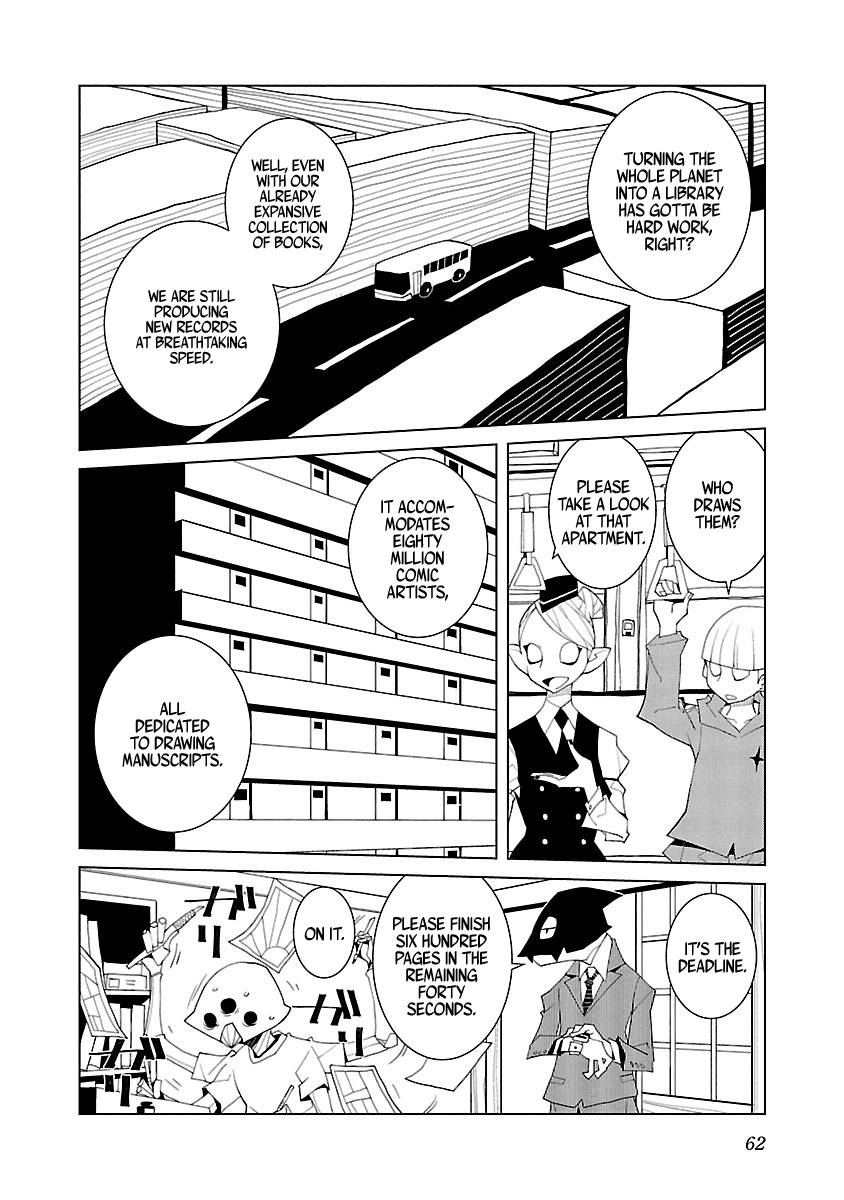 TURNING THE
WHOLE PLANET
INTO A LIBRARY
HAS GOTTA BE
HARD WORK,
RIGHT?
WELL, EVEN
WITH OUR
ALREADY
EXPANSIVE
COLLECTION
OF BOOKS,
WE ARE STILL
PRODUCING
NEW RECORDS
AT BREATHTAKING
SPEED.
WHO
DRAWS
THEM?
PLEASE
TAKE A LOOK
AT THAT
APARTMENT.
IT ACCOM-
MODATES
EIGHTY
MILLION
COMIC
ARTISTS,
ALL
DEDICATED
TO DRAWING
MANUSCRIPTS.
IT'S THE
DEADLINE.
PLEASE FINISH
SIX HUNDRED
PAGES IN THE
REMAINING
FORTY
SECONDS.
ON IT.
62